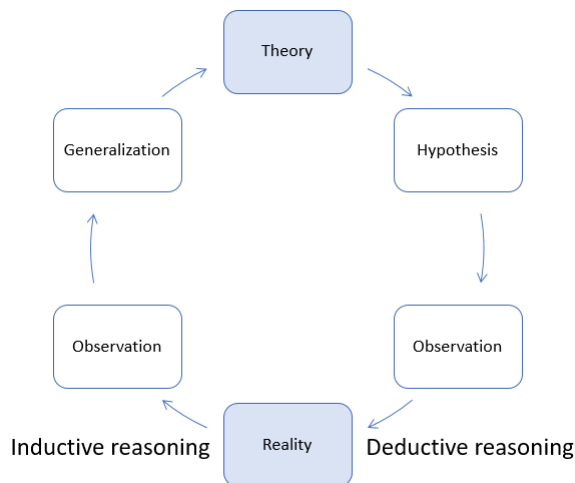 Theory
Generalization
Hypothesis
Observation
Observation
Inductive reasoning
Reality
Deductive reasoning